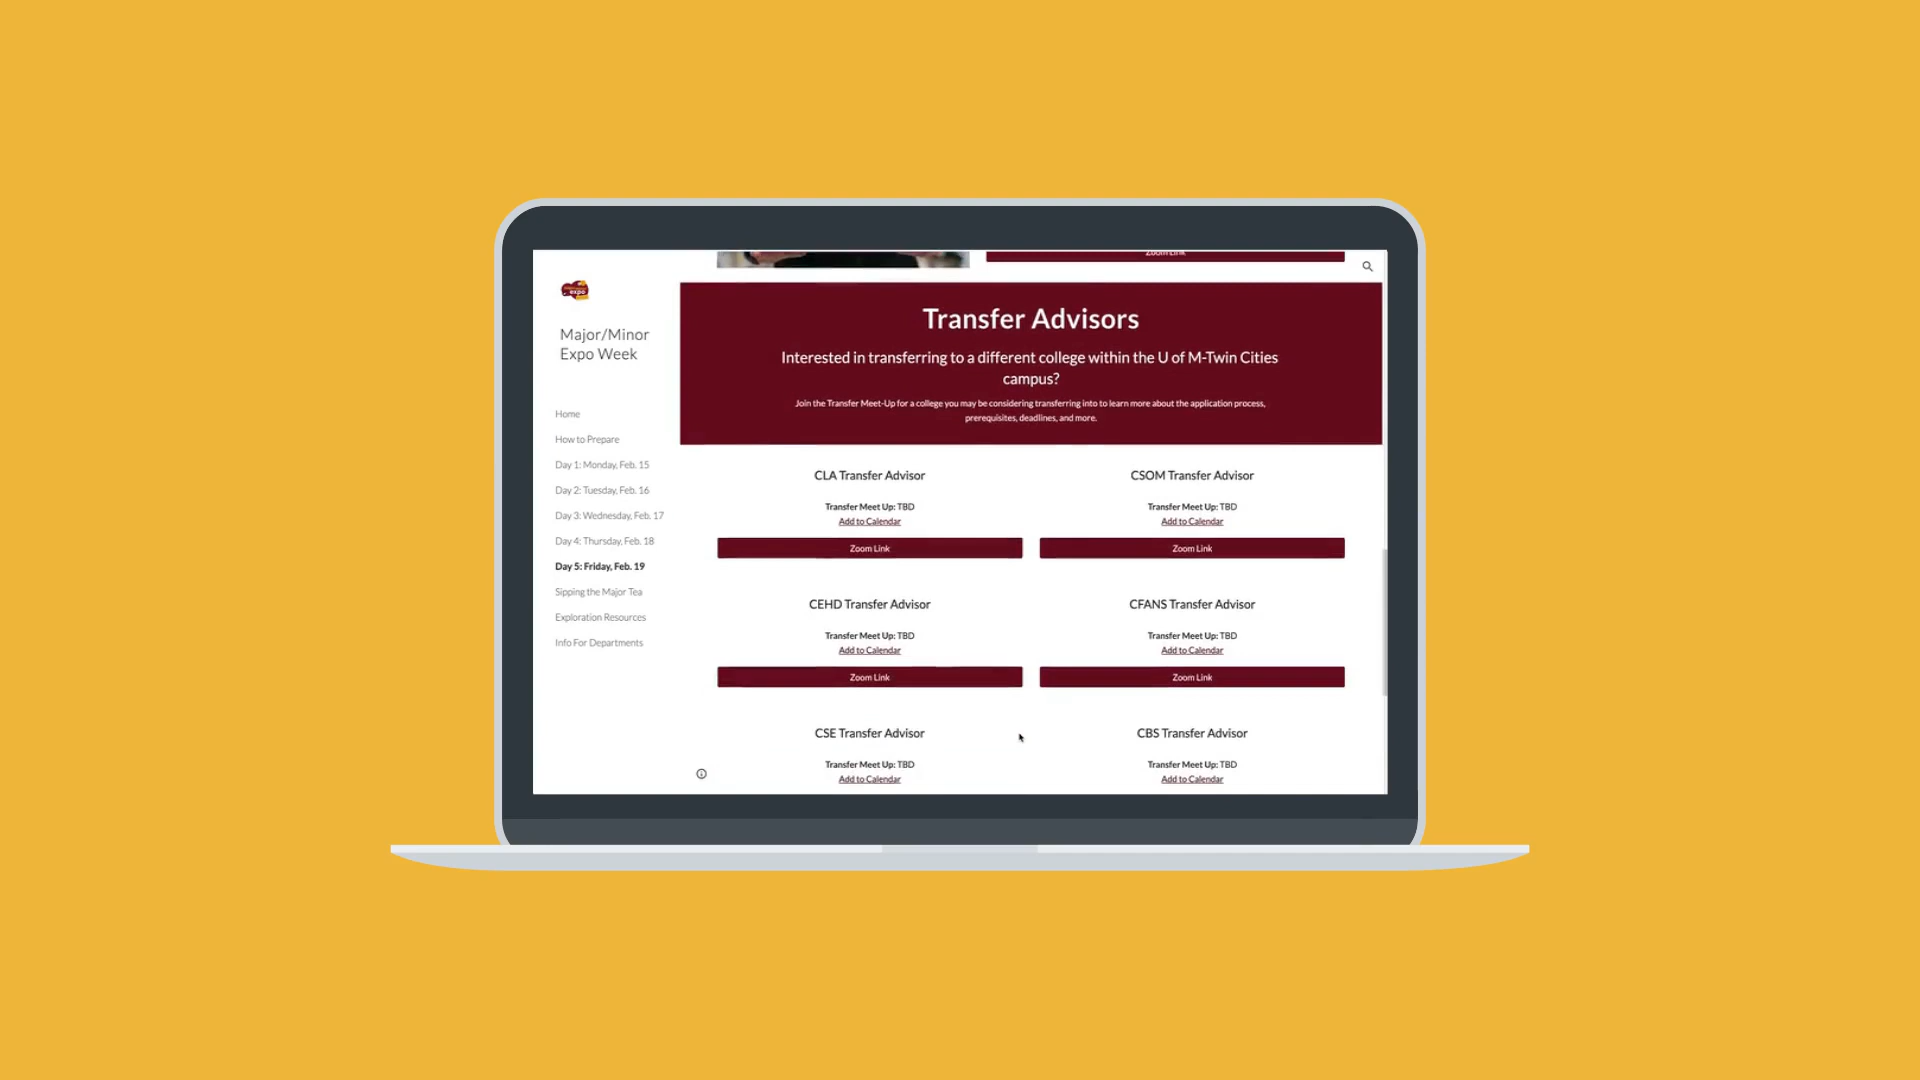 Zoom Link
expo
Major/Minor
Expo Week
Home
How to Prepare
Day 1: Monday, Feb. 15
Day 2: Tuesday, Feb. 16
Day 3: Wednesday, Feb. 17
Day 4: Thursday, Feb. 18
Day 5: Friday, Feb. 19
Sipping the Major Tea
Exploration Resources
Info For Departments
Transfer Advisors
Interested in transferring to a different college within the U of M-Twin Cities
campus?
Join the Transfer Meet-Up for a college you may be considering transferring into to learn more about the application process,
prerequisites, deadlines, and more.
CLA Transfer Advisor
Transfer Meet Up: TBD
Add to Calendar
Zoom Link
CSOM Transfer Advisor
Transfer Meet Up: TBD
Add to Calendar
Zoom Link
CEHD Transfer Advisor
Transfer Meet Up: TBD
Add to Calendar
Zoom Link
CFANS Transfer Advisor
Transfer Meet Up: TBD
Add to Calendar
Zoom Link
CSE Transfer Advisor
Transfer Meet Up: TBD
Add to Calendar
CBS Transfer Advisor
Transfer Meet Up: TBD
Add to Calendar